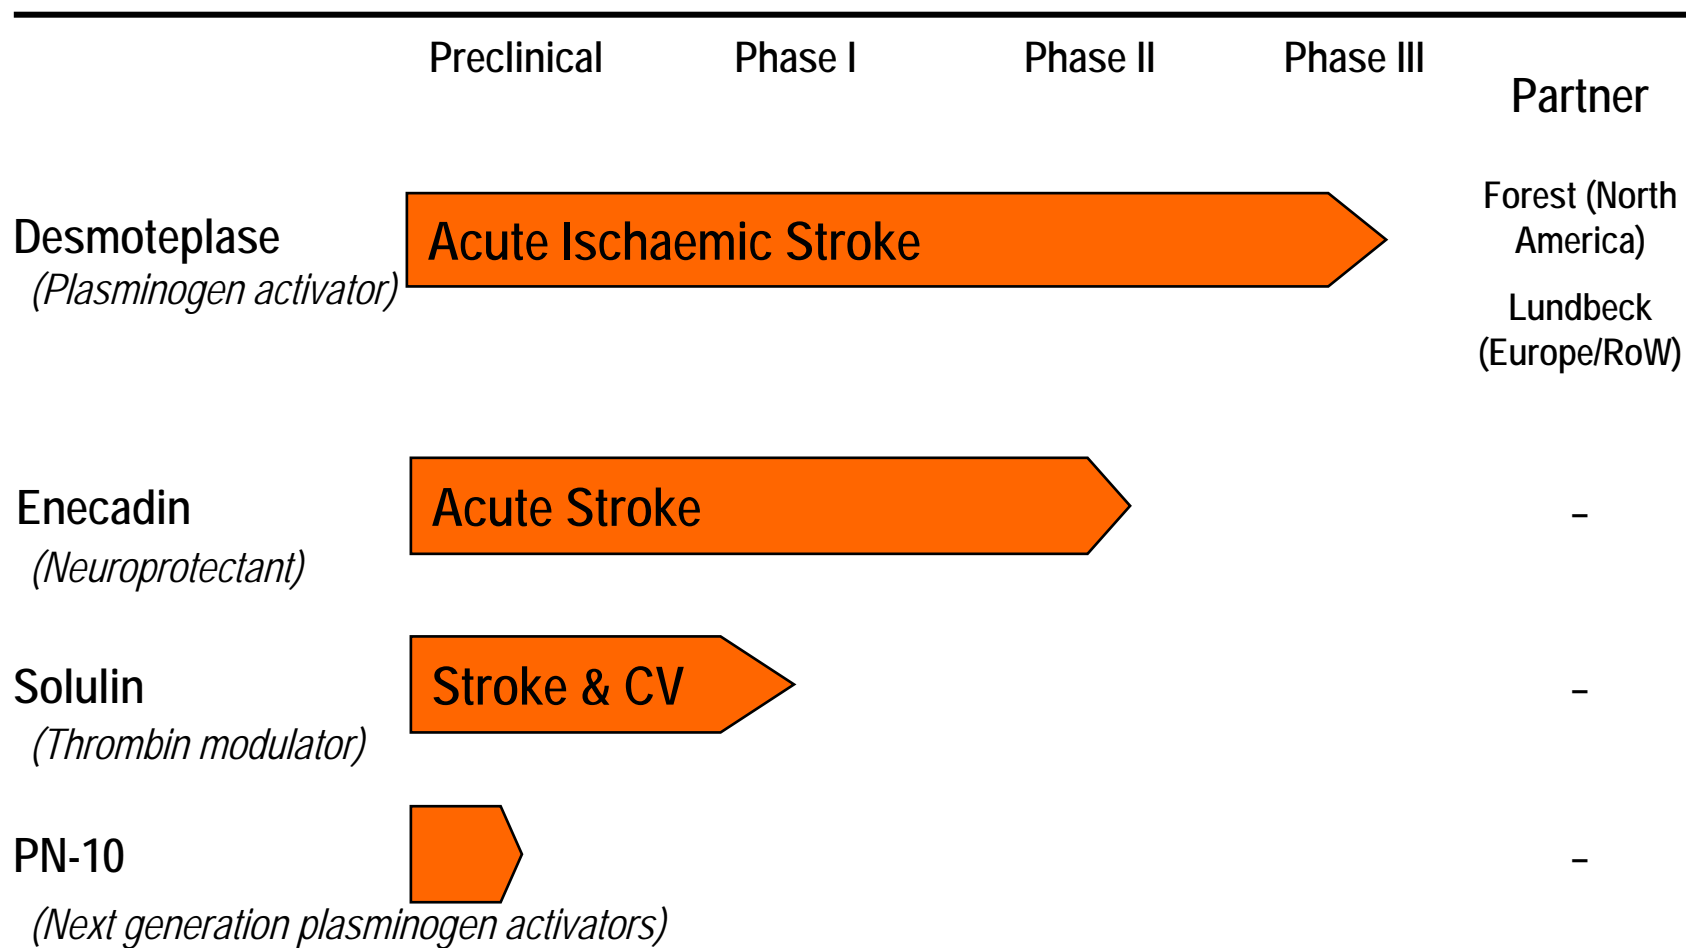 Preclinical Phase I Phase II Phase III
Partner
Desmoteplase
(Plasminogen activator)
Acute Ischaemic Stroke
Forest (North
America)
Lundbeck
(Europe/RoW)
Enecadin
(Neuroprotectant)
Acute Stroke
-
Solulin
(Thrombin modulator)
Stroke & CV
-
PN-10
(Next generation plasminogen activators)
-